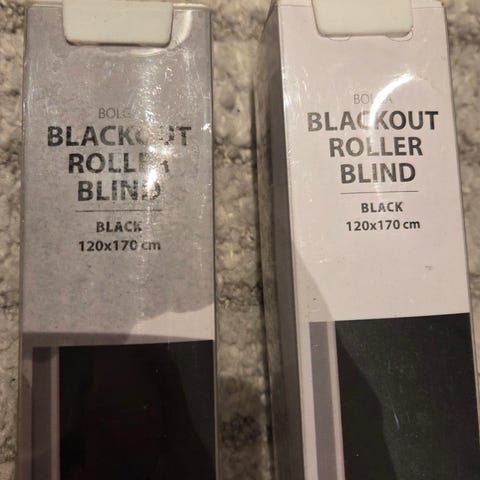 BLACKOUT
ROLLER
BLIND
BLACK
120x170 cm
BLACKOUT
ROLLER
BLIND
BLACK
120x170 cm